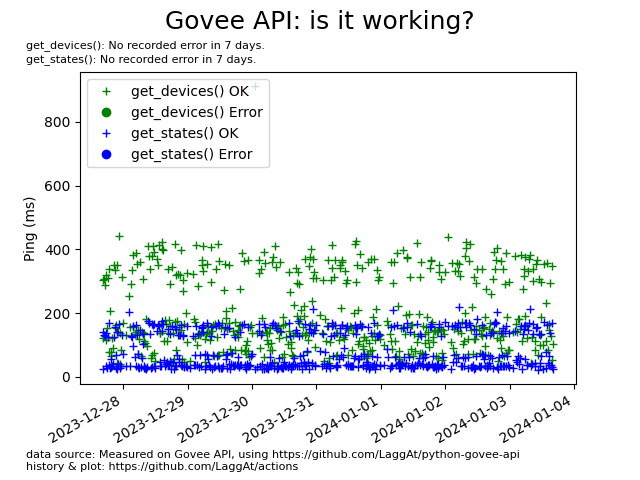 Govee API: is it working?
get_devices(): No recorded error in 7 days.
get_states(): No recorded error in 7 days.
get_devices() OK
get_devices() Error
get_states() OK
get_states() Error
Ping (ms)
800
600
400
200
0
2023-12-28
2023-12-29
2023-12-30
2023-12-31
2024-01-01
2024-01-02
2024-01-03
2024-01-04
data source: Measured on Govee API, using https://github.com/LaggAt/python-govee-api
history & plot: https://github.com/LaggAt/actions